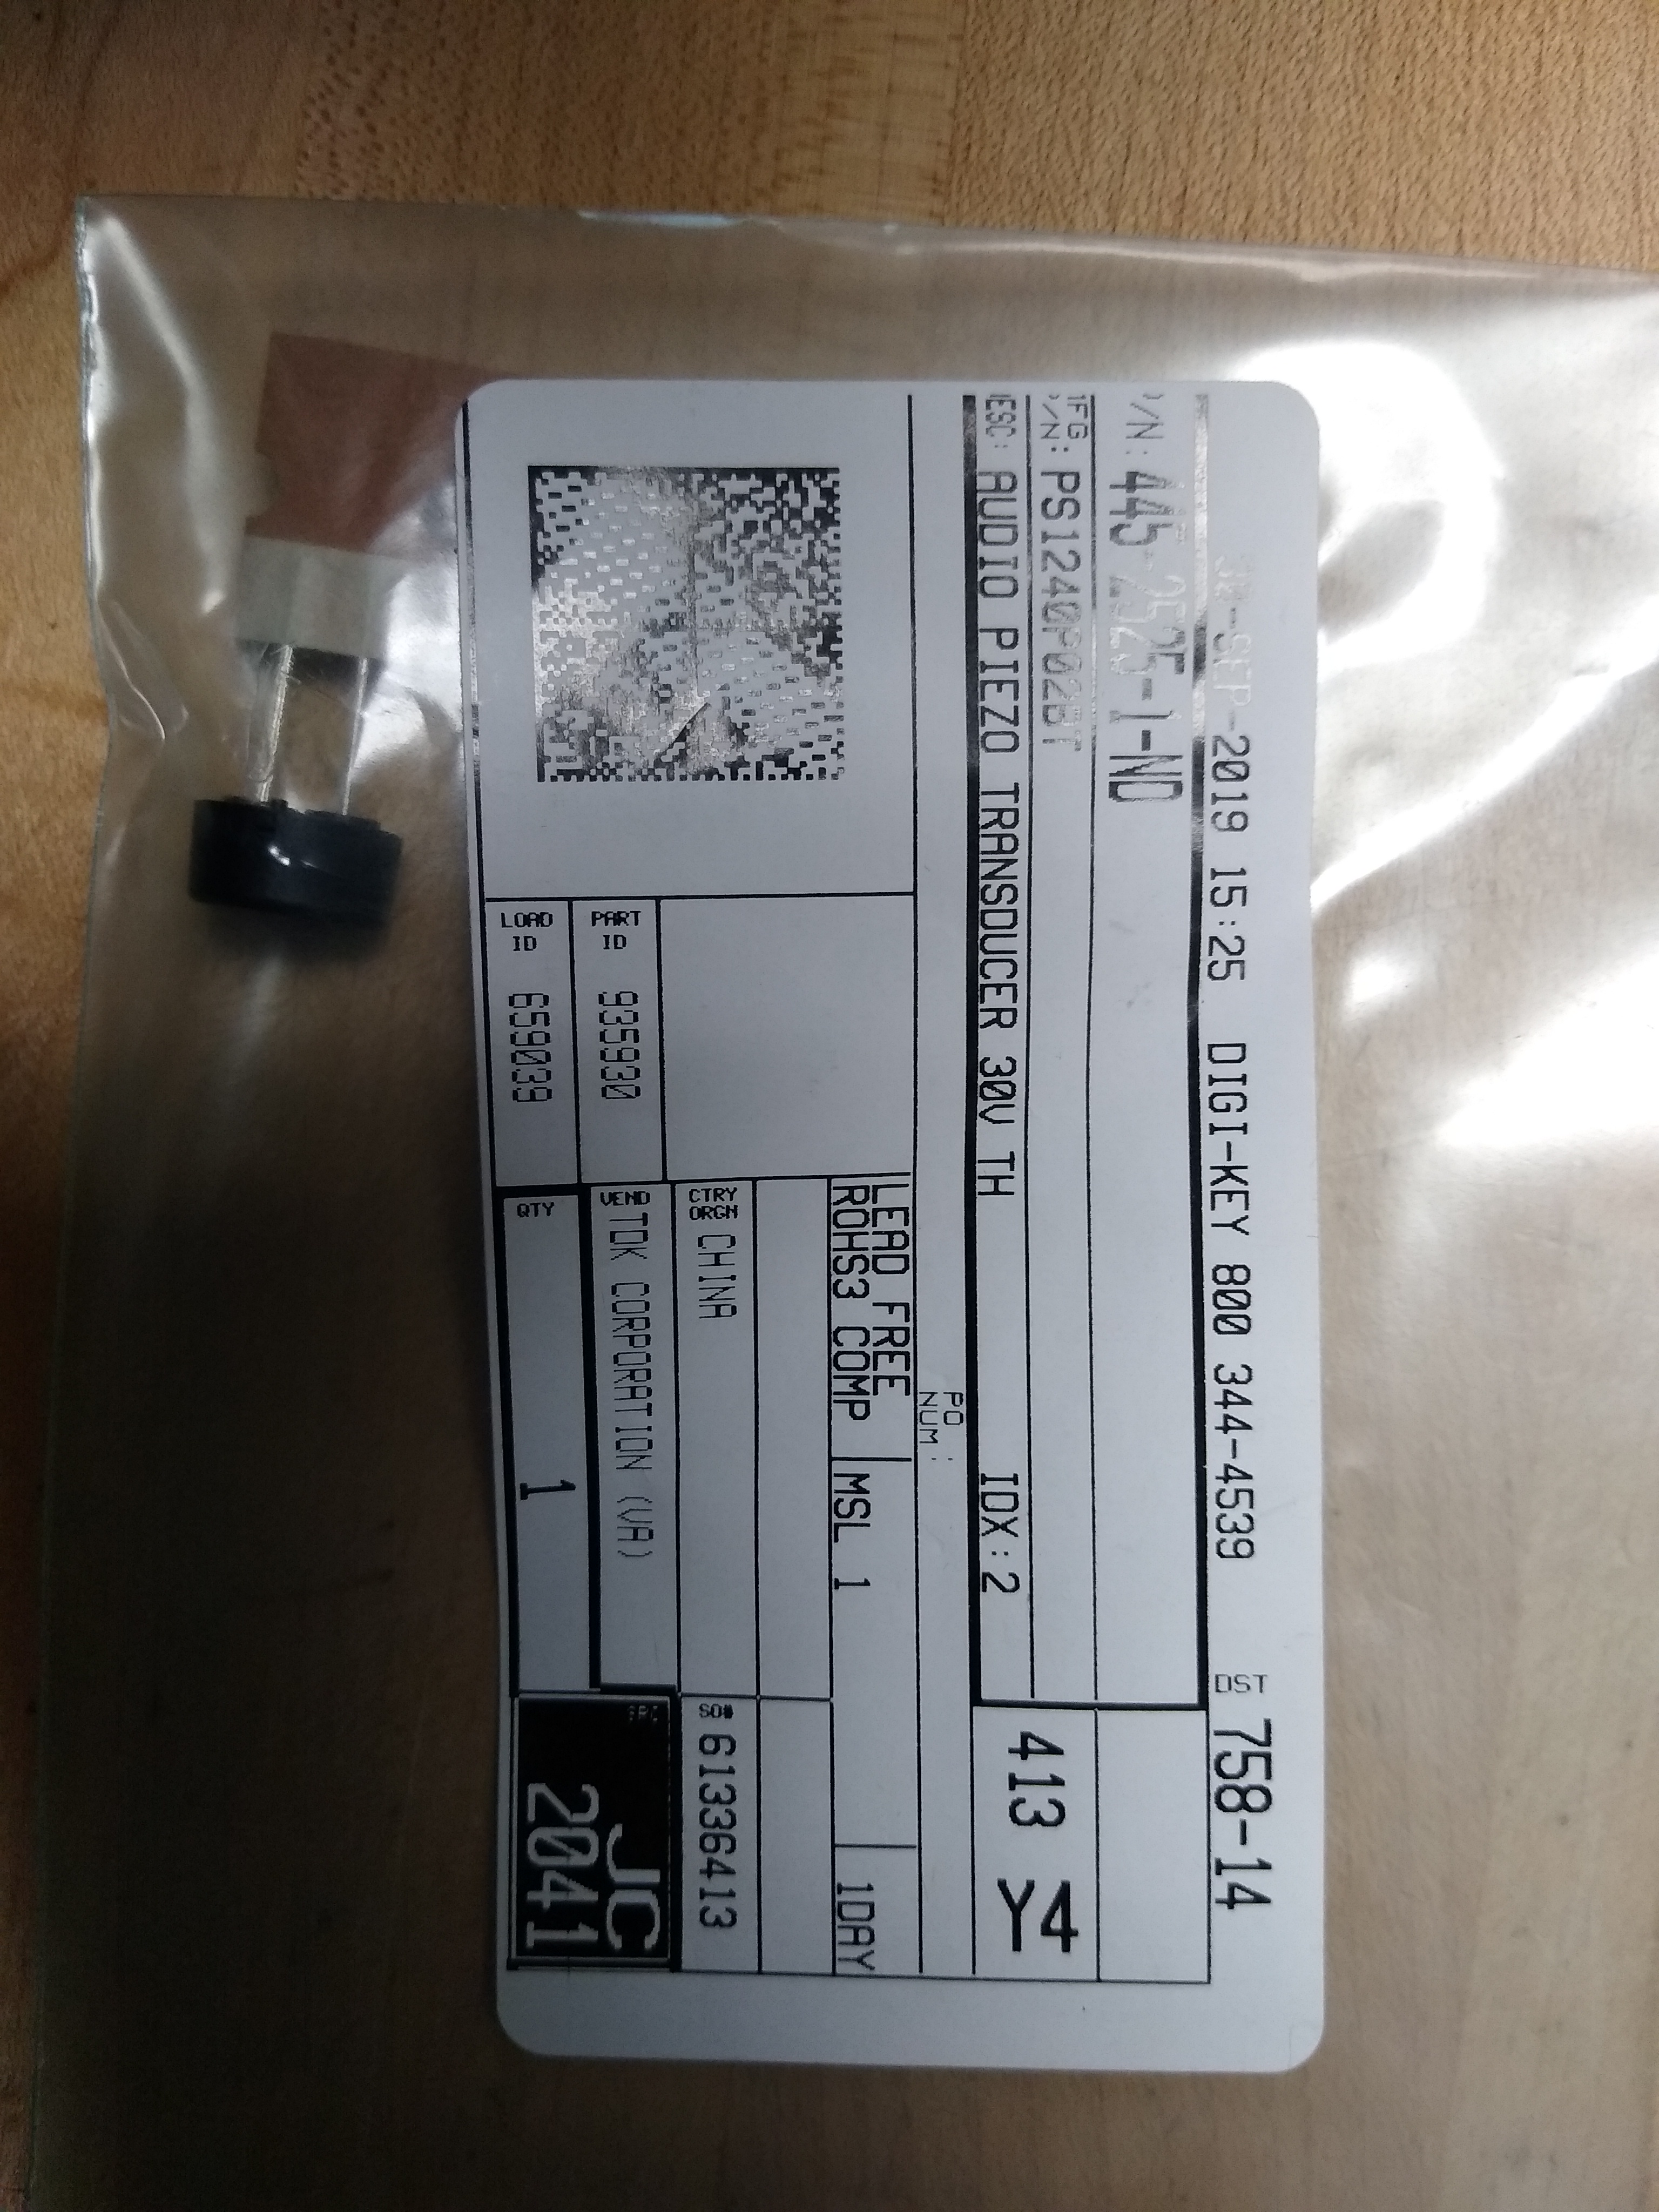 -SEP-2019 15:25 DIGI-KEY 800 344-4539 DST 758-14
/N: 445-2525-1-ND
MFG: 
P/N: PS1240P02BT
413 Y4
DESC: AUDIO PIEZO TRANSDUCER 30V TH IDX:2
PO
NUM:
LEAD FREE
ROHS3 COMP MSL 1 1DAY
CTRY
ORGN CHINA SO# 61336413
PART
ID 935930
VEND TDK CORPORATION (VA)
LOAD
ID 659039
QTY 1
JC
2041